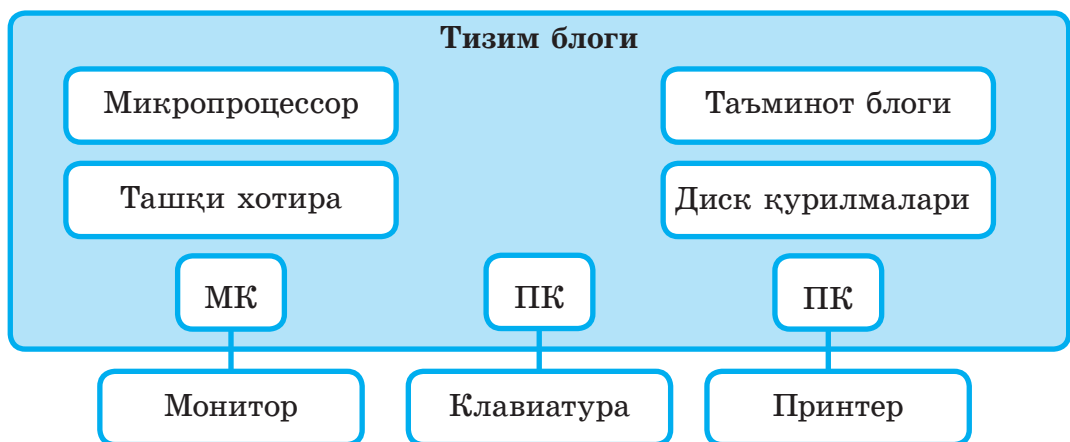 Тизим блоги
Микропроцессор
Таъминот блоги
Ташқи хотира
Диск қурилмалари
МК
ПК
ПК
Монитор
Клавиатура
Принтер